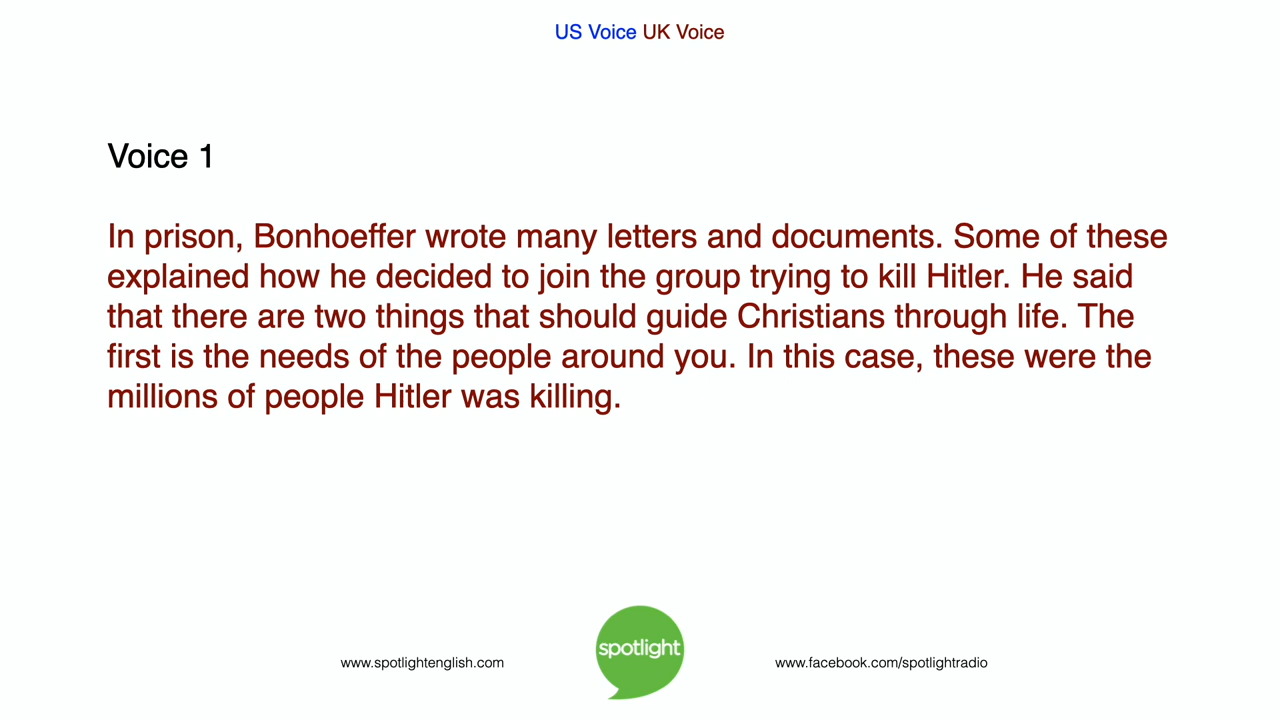 US Voice UK Voice
Voice 1
In prison, Bonhoeffer wrote many letters and documents. Some of these
explained how he decided to join the group trying to kill Hitler. He said
that there are two things that should guide Christians through life. The
first is the needs of the people around you. In this case, these were the
millions of people Hitler was killing.
www.spotlightenglish.com
spotlight
www.facebook.com/spotlightradio